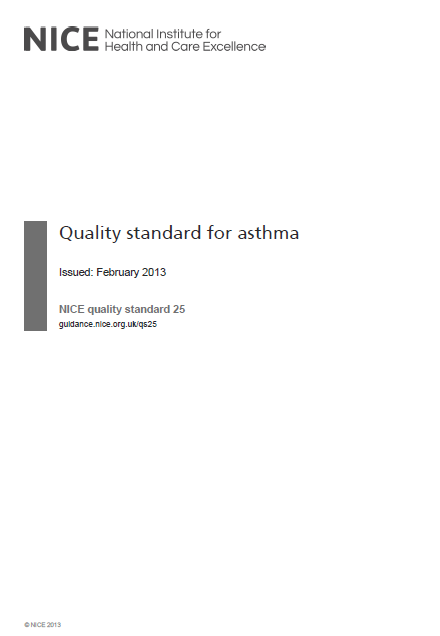 NICE National Institute for
Health and Care Excellence
Quality standard for asthma
Issued: February 2013
NICE quality standard 25
guidance.nice.org.uk/qs25
© NICE 2013